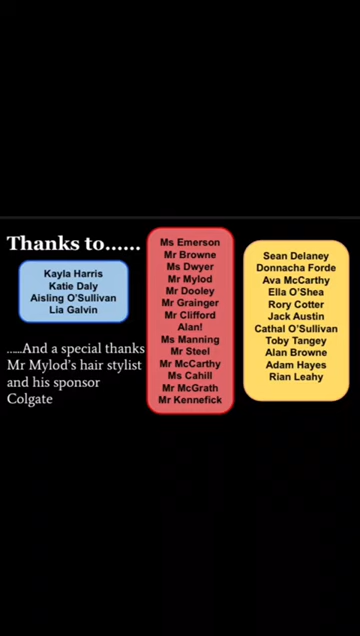 Thanks to......
Kayla Harris
Katie Daly
Aisling O'Sullivan
Lia Galvin
......And a special thanks
Mr Mylod's hair stylist
and his sponsor
Colgate
Ms Emerson
Mr Browne
Ms Dwyer
Mr Mylod
Mr Dooley
Mr Grainger
Mr Clifford
Alan!
Ms Manning
Mr Steel
Mr McCarthy
Ms Cahill
Mr McGrath
Mr Kennefick
Sean Delaney
Donnacha Forde
Ava McCarthy
Ella O'Shea
Rory Cotter
Jack Austin
Cathal O'Sullivan
Toby Tangey
Alan Browne
Adam Hayes
Rian Leahy